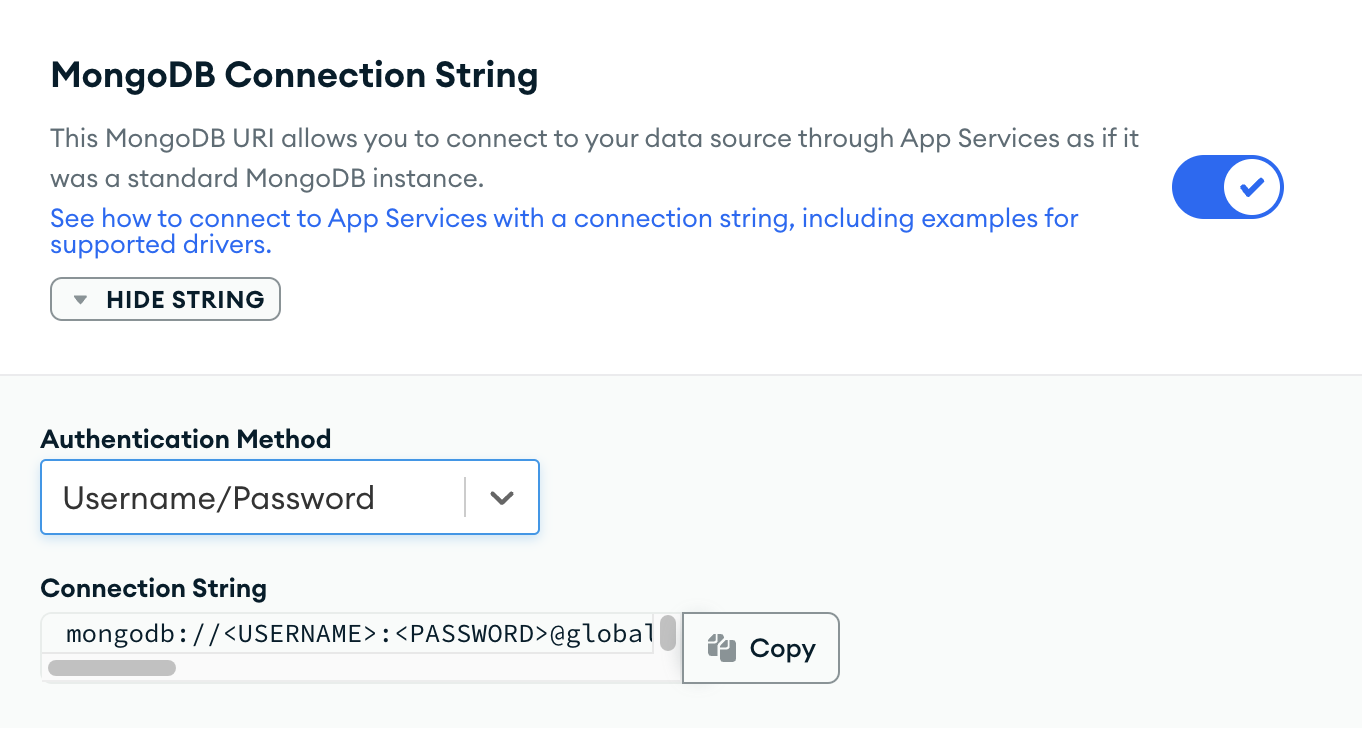 MongoDB Connection String
This MongoDB URI allows you to connect to your data source through App Services as if it
was a standard MongoDB instance.
See how to connect to App Services with a connection string, including examples for
supported drivers.
HIDE STRING
Authentication Method
Username/Password
Connection String
mongodb://<USERNAME>:<PASSWORD>@global
Copy